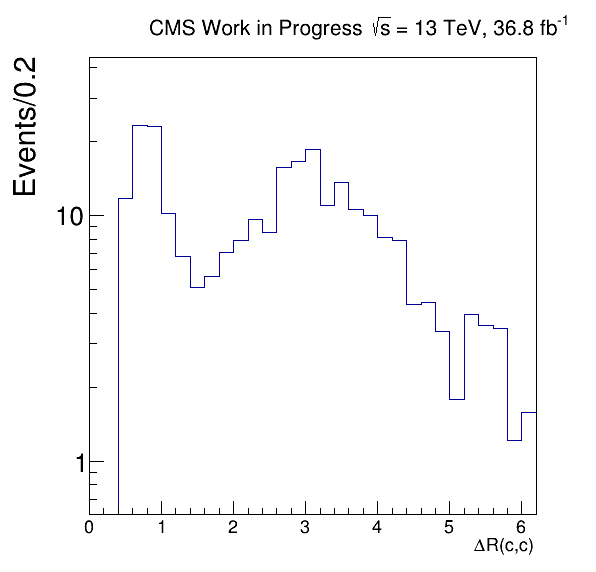 CMS Work in Progress √s = 13 TeV, 36.8 fb⁻¹
Events/0.2
10
1
0 1 2 3 4 5 6
ΔR(c,c)